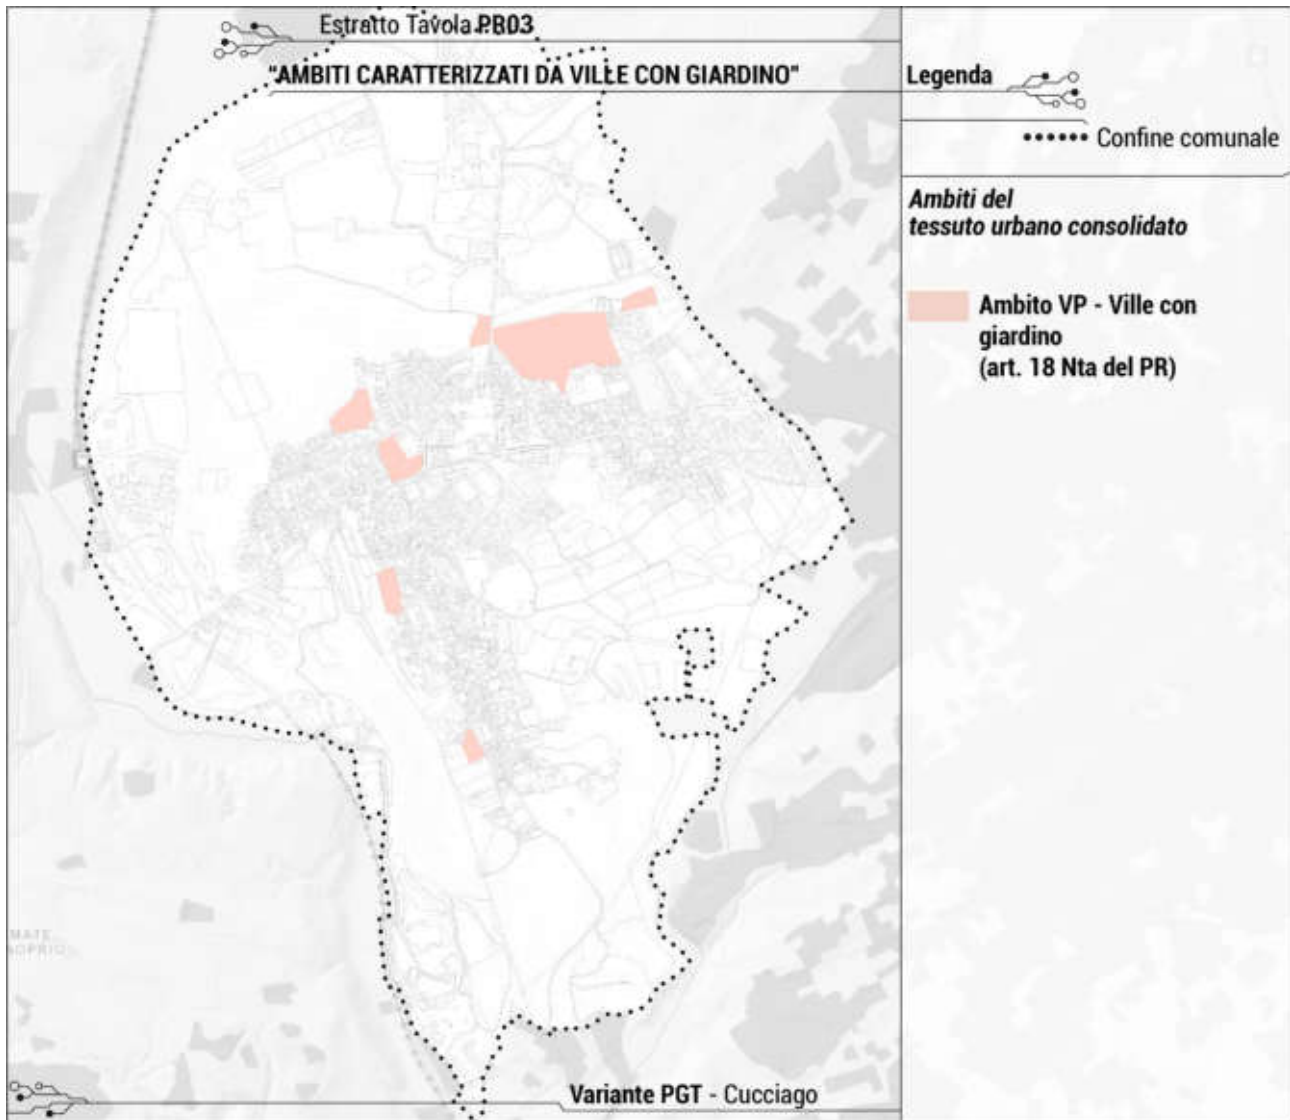 Estratto Tavola PR03
"AMBITI CARATTERIZZATI DA VILLE CON GIARDINO"
Legenda
Confine comunale
Ambiti del
tessuto urbano consolidato
Ambito VP - Ville con
giardino
(art. 18 Nta del PR)
MATE
Variante PGT - Cucciago